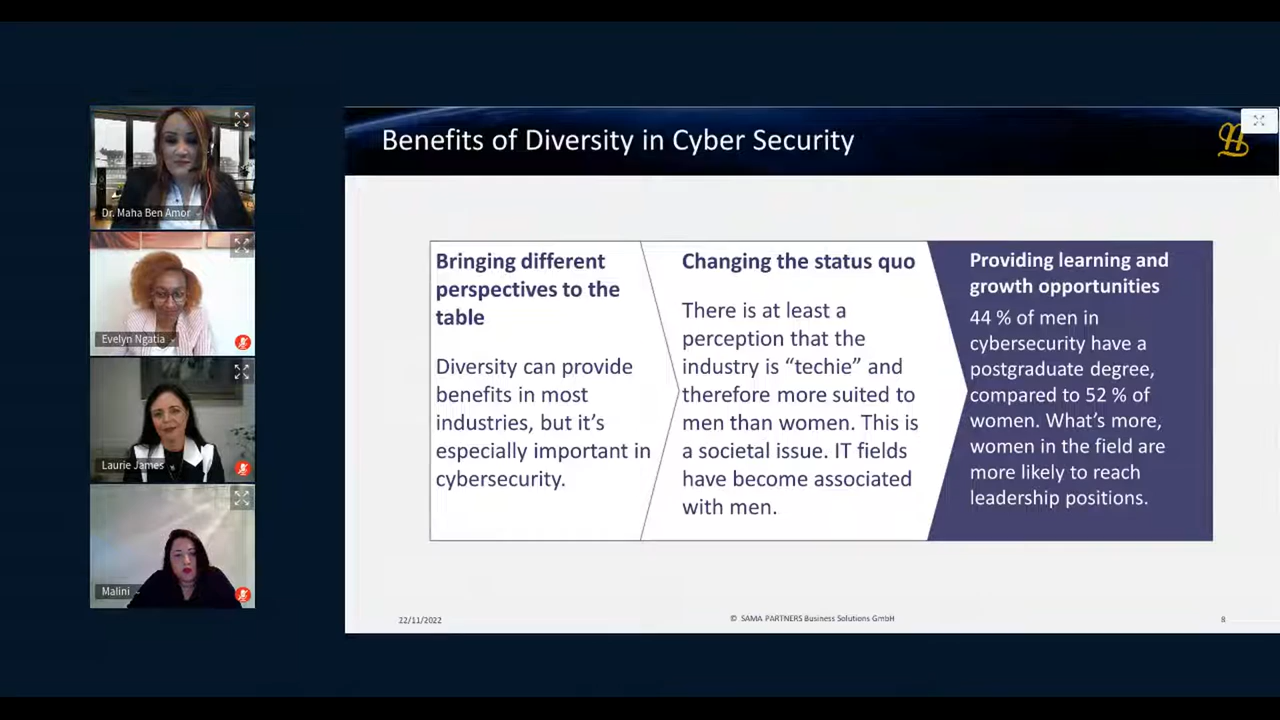 Benefits of Diversity in Cyber Security
Dr. Maha Ben Amor
Evelyn Ngatia
Laurie James
Malini
Bringing different
perspectives to the
table
Diversity can provide
benefits in most
industries, but it's
especially important in
cybersecurity.
Changing the status quo
There is at least a
perception that the
industry is “techie” and
therefore more suited to
men than women. This is
a societal issue. IT fields
have become associated
with men.
Providing learning and
growth opportunities
44 % of men in
cybersecurity have a
postgraduate degree,
compared to 52 % of
women. What's more,
women in the field are
more likely to reach
leadership positions.
22/11/2022
© SAMA PARTNERS Business Solutions GmbH
8